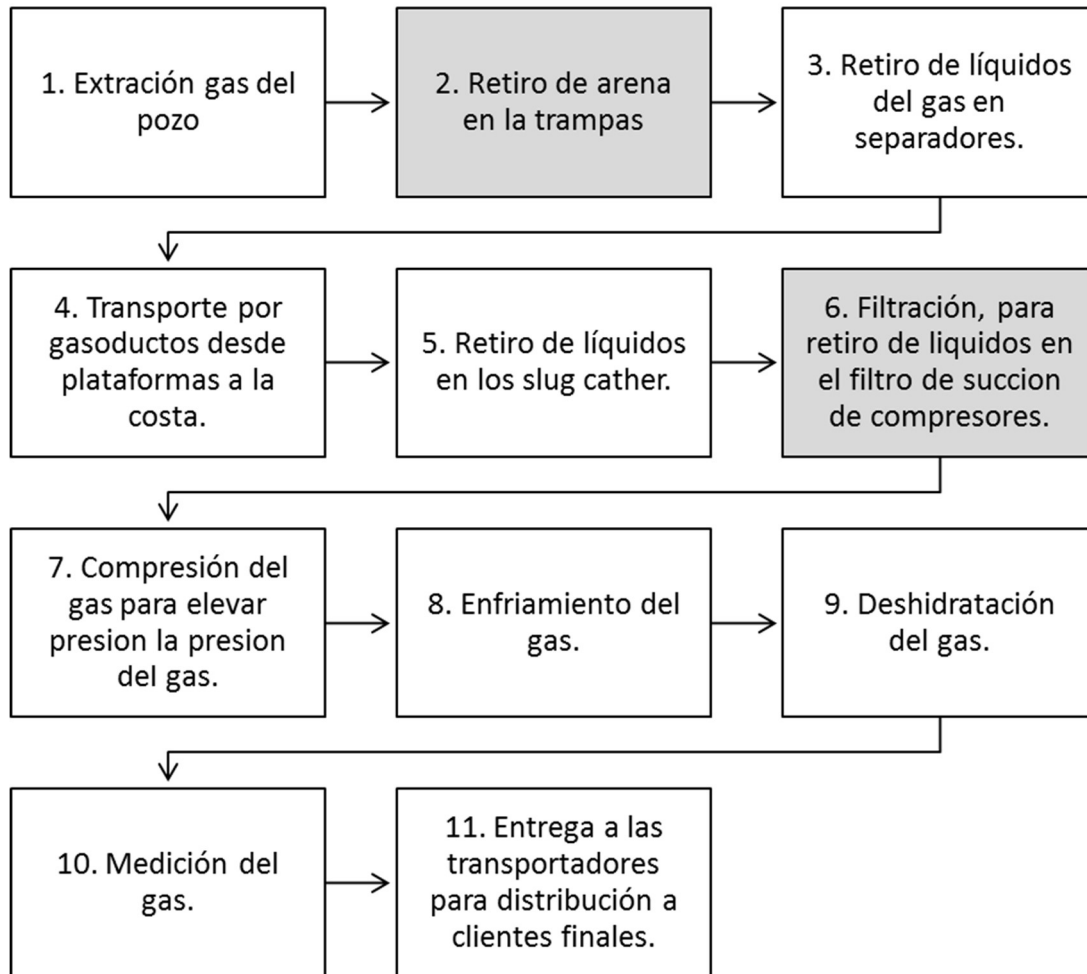 1. Extración gas del
pozo
2. Retiro de arena
en la trampas
3. Retiro de líquidos
del gas en
separadores.
4. Transporte por
gasoductos desde
plataformas a la
costa.
5. Retiro de líquidos
en los slug cather.
6. Filtración, para
retiro de liquidos en
el filtro de succion
de compresores.
7. Compresión del
gas para elevar
presion la presion
del gas.
8. Enfriamiento del
gas.
9. Deshidratación
del gas.
10. Medición del
gas.
11. Entrega a las
transportadores
para distribución a
clientes finales.